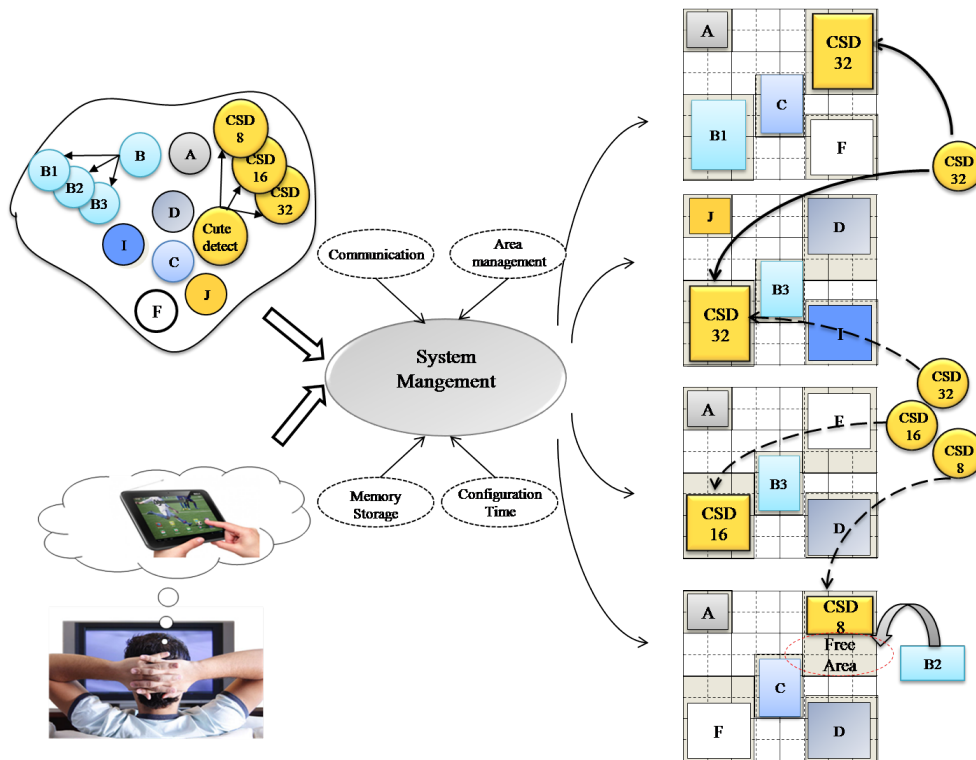 CSD
8
CSD
16
CSD
32
B
A
B1
B2
B3
D
Cute
detect
I
C
J
F
Communication
Area
management
System
Mangement
Memory
Storage
Configuration
Time
A
CSD
32
C
B1
F
CSD
32
J
D
B3
CSD
32
I
CSD
32
CSD
16
CSD
8
A
F
B3
CSD
16
D
A
CSD
8
Free
Area
B2
C
F
D